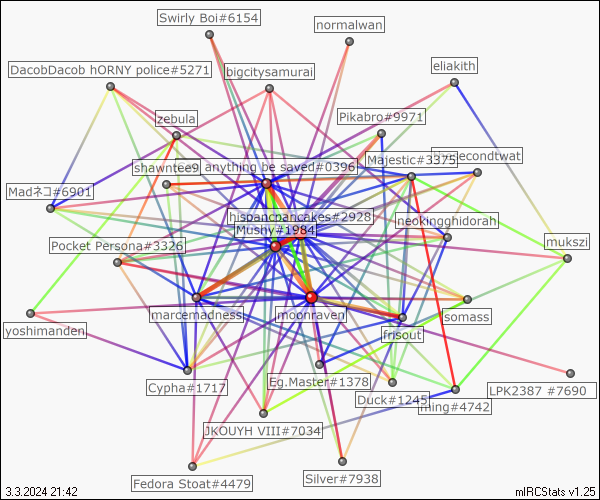 Swirly Boi#6154
normalwan
DacobDacob hORNY police#5271
bigcitysamurai
eliakith
zebula
Pikabro#9971
shawntee9
anything be saved#0396
Majestic#3375
econdtwat
Madネコ#6901
hispancpancakes#2928
neokingghidorah
Mushy#1984
Pocket Persona#3326
mukszi
marcemadness
moonraven
somass
yoshimanden
frisout
Cypha#1717
Eg.Master#1378
LPK2387 #7690
Duck#1245
ming#4742
JKOUYH VIII#7034
Fedora Stoat#4479
Silver#7938
3.3.2024 21:42
mIRCStats v1.25